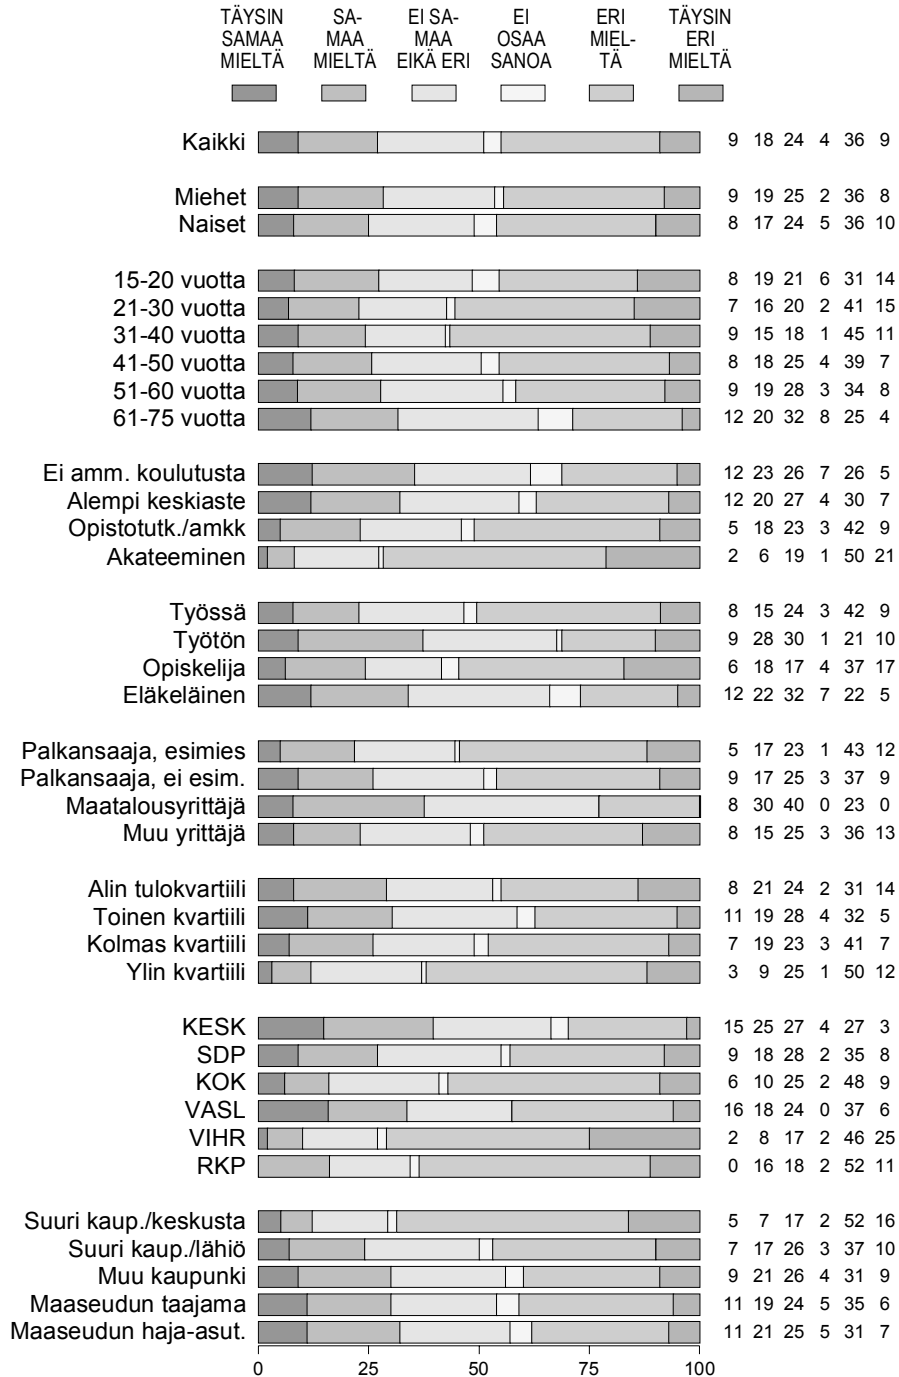 TÄYSIN SA- EI SA- EI ERI TÄYSIN
SAMAA MAA MAA OSAA MIEL- ERI
MIELTÄ MIELTÄ EIKÄ ERI SANOA TÄ MIELTÄ
Kaikki 9 18 24 4 36 9
Miehet 9 19 25 2 36 8
Naiset 8 17 24 5 36 10
15-20 vuotta 8 19 21 6 31 14
21-30 vuotta 7 16 20 2 41 15
31-40 vuotta 9 15 18 1 45 11
41-50 vuotta 8 18 25 4 39 7
51-60 vuotta 9 19 28 3 34 8
61-75 vuotta 12 20 32 8 25 4
Ei amm. koulutusta 12 23 26 7 26 5
Alempi keskiaste 12 20 27 4 30 7
Opistotutk./amkk 5 18 23 3 42 9
Akateeminen 2 6 19 1 50 21
Työssä 8 15 24 3 42 9
Työtön 9 28 30 1 21 10
Opiskelija 6 18 17 4 37 17
Eläkeläinen 12 22 32 7 22 5
Palkansaaja, esimies 5 17 23 1 43 12
Palkansaaja, ei esim. 9 17 25 3 37 9
Maatalousyrittäjä 8 30 40 0 23 0
Muu yrittäjä 8 15 25 3 36 13
Alin tulokvartiili 8 21 24 2 31 14
Toinen kvartiili 11 19 28 4 32 5
Kolmas kvartiili 7 19 23 3 41 7
Ylin kvartiili 3 9 25 1 50 12
KESK 15 25 27 4 27 3
SDP 9 18 28 2 35 8
KOK 6 10 25 2 48 9
VASL 16 18 24 0 37 6
VIHR 2 8 17 2 46 25
RKP 0 16 18 2 52 11
Suuri kaup./keskusta 5 7 17 2 52 16
Suuri kaup./lähiö 7 17 26 3 37 10
Muu kaupunki 9 21 26 4 31 9
Maaseudun taajama 11 19 24 5 35 6
Maaseudun haja-asut. 11 21 25 5 31 7
0 25 50 75 100